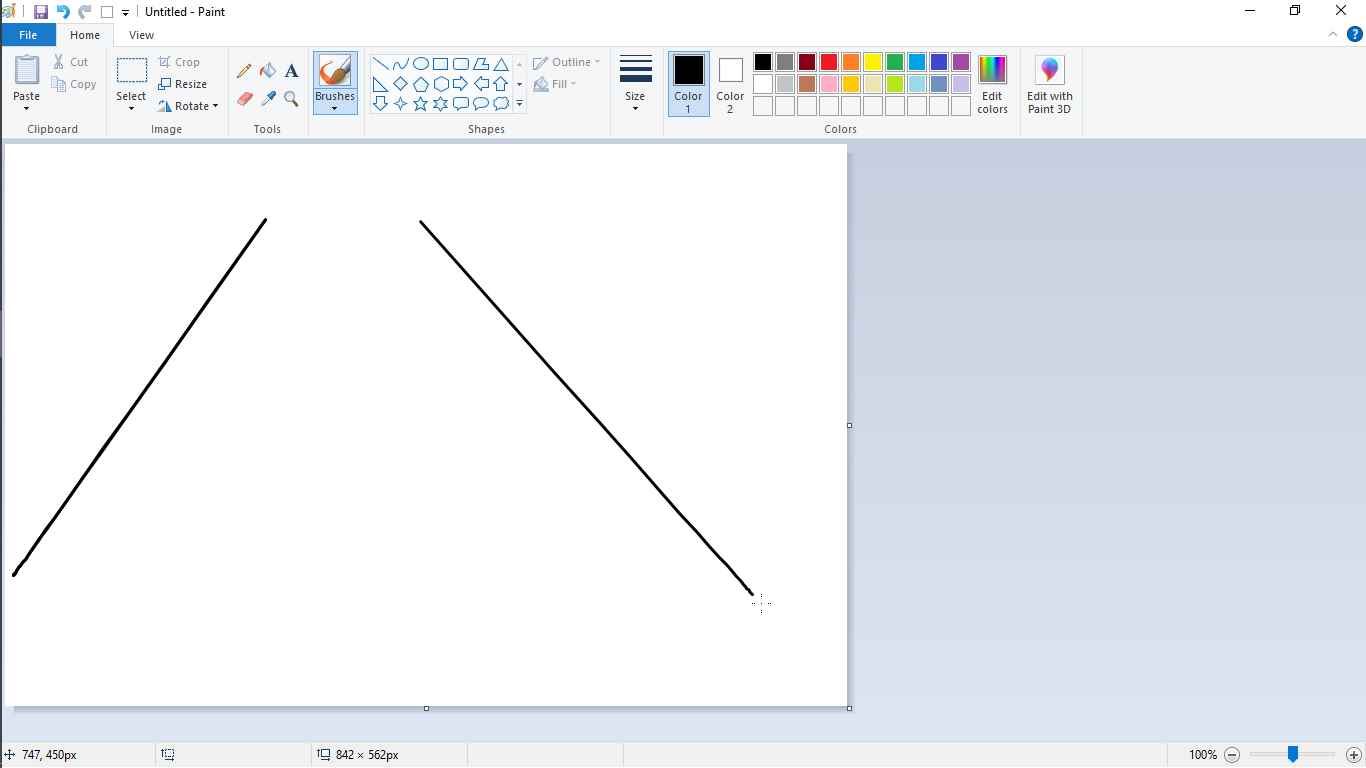 Untitled - Paint
File Home View
Paste
Cut
Copy
Clipboard
Select
Crop
Resize
Rotate
Image
A
Tools
Brushes
Outline
Fill
Shapes
Size
Color 1
Color 2
Edit colors
Colors
Edit with Paint 3D
747, 450px
842 × 562px
100%